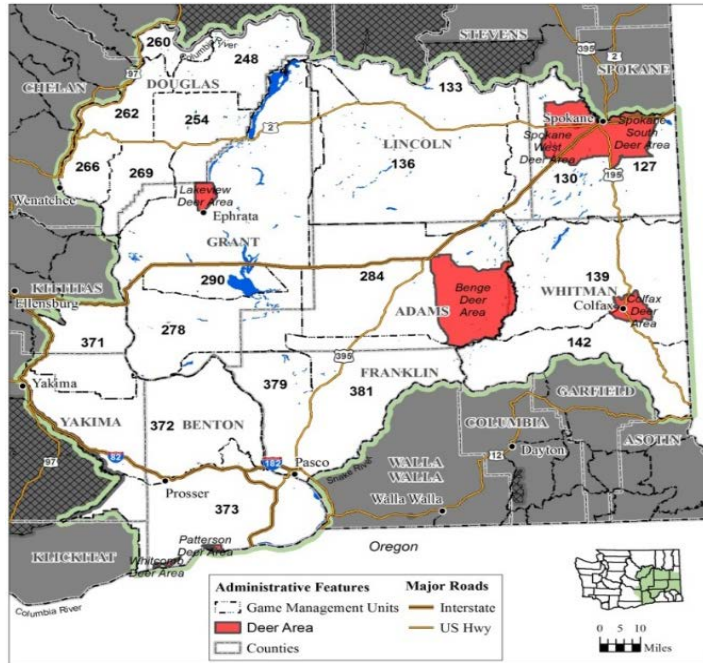 STEVENS
395
2
260
Columbia River
248
97
CHELAN
DOUGLAS
133
SPOKANE
262
254
2
LINCOLN
Spokane
Spokane
West
Deer Area
Spokane
South
Deer Area
266
269
136
130
195
127
Wenatchee
Lakeview
Deer Area
Ephrata
GRANT
KITTITAS
Ellensburg
290
284
139
WHITMAN
Benge
Deer
Area
ADAMS
Colfax
Colfax
Deer
Area
371
278
142
395
Yakima
379
FRANKLIN
381
GARFIELD
YAKIMA
372
BENTON
COLUMBIA
ASOTIN
82
182
Pasco
Snake River
12
Dayton
97
WALLA
WALLA
Prosser
373
Walla Walla
Patterson
Deer Area
Oregon
KLICKITAT
Whitcomb
Deer Area
Columbia River
Administrative Features
Game Management Units
Deer Area
Counties
Major Roads
Interstate
US Hwy
0 5 10
Miles